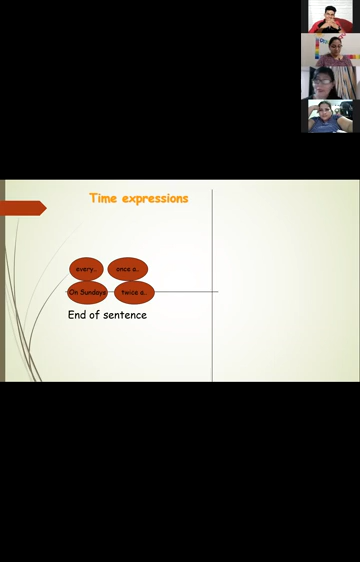 Time expressions
every.. once a..
On Sundays twice a..
End of sentence